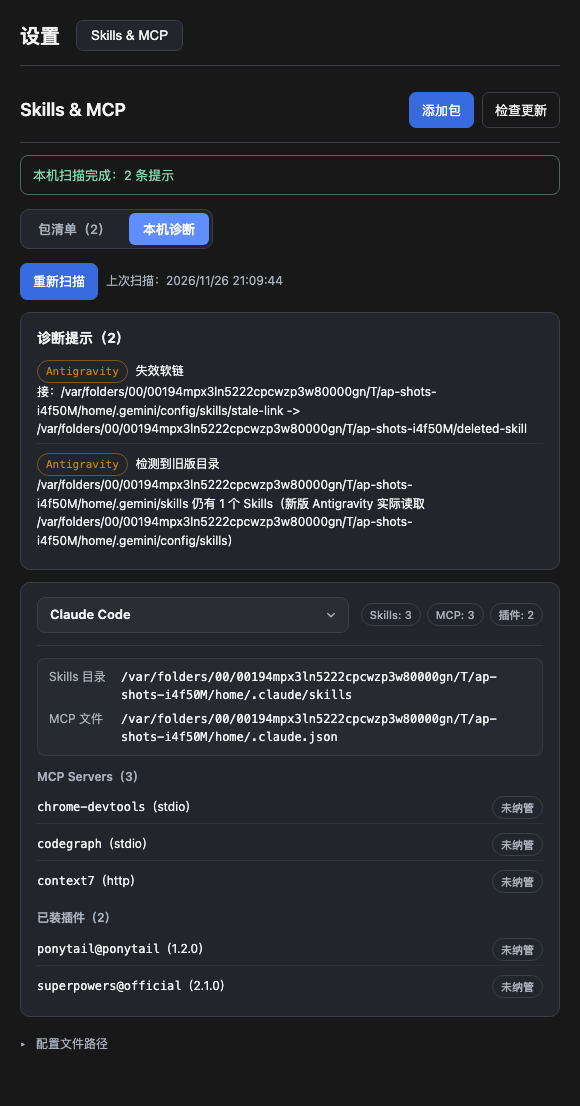 设置 Skills & MCP
Skills & MCP 添加包 检查更新
本机扫描完成：2 条提示
包清单（2） 本机诊断
重新扫描 上次扫描：2026/11/26 21:09:44
诊断提示（2）
Antigravity 失效软链
接：/var/folders/00/00194mpx3ln5222cpcwzp3w80000gn/T/ap-shots-
i4f50M/home/.gemini/config/skills/stale-link ->
/var/folders/00/00194mpx3ln5222cpcwzp3w80000gn/T/ap-shots-i4f50M/deleted-skill
Antigravity 检测到旧版目录
/var/folders/00/00194mpx3ln5222cpcwzp3w80000gn/T/ap-shots-
i4f50M/home/.gemini/skills 仍有 1 个 Skills（新版 Antigravity 实际读取
/var/folders/00/00194mpx3ln5222cpcwzp3w80000gn/T/ap-shots-
i4f50M/home/.gemini/config/skills）
Claude Code Skills: 3 MCP: 3 插件: 2
Skills 目录 /var/folders/00/00194mpx3ln5222cpcwzp3w80000gn/T/ap-
shots-i4f50M/home/.claude/skills
MCP 文件 /var/folders/00/00194mpx3ln5222cpcwzp3w80000gn/T/ap-
shots-i4f50M/home/.claude.json
MCP Servers（3）
chrome-devtools（stdio） 未纳管
codegraph（stdio） 未纳管
context7（http） 未纳管
已装插件（2）
ponytail@ponytail（1.2.0） 未纳管
superpowers@official（2.1.0） 未纳管
▸ 配置文件路径